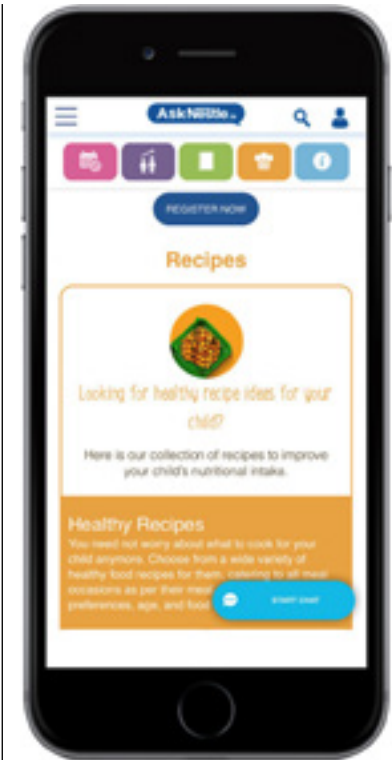 AskNestle.
REGISTER NOW
Recipes
Looking for healthy recipe ideas for your
child?
Here is our collection of recipes to improve
your child's nutritional intake.
Healthy Recipes
You need not worry about what to cook for your
child anymore. Choose from a wide variety of
healthy food recipes for them, catering to all meal
occasions as per their meal
preferences, age, and food
START CHAT